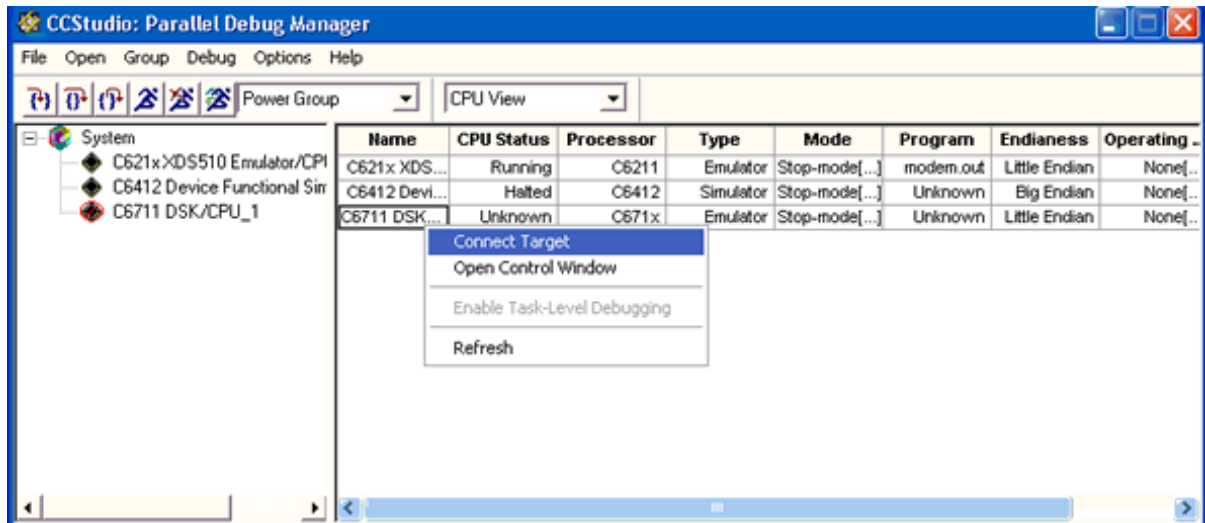 CCStudio: Parallel Debug Manager
File Open Group Debug Options Help
Power Group CPU View
System
C621x XDS510 Emulator/CPI
C6412 Device Functional Sim
C6711 DSK/CPU_1
Name CPU Status Processor Type Mode Program Endianess Operating ..
C621x XDS... Running C6211 Emulator Stop-mode[...] modem.out Little Endian None[..
C6412 Devi... Halted C6412 Simulator Stop-mode[...] Unknown Big Endian None[..
C6711 DSK... Unknown C671x Emulator Stop-mode[...] Unknown Little Endian None[..
Connect Target
Open Control Window
Enable Task-Level Debugging
Refresh